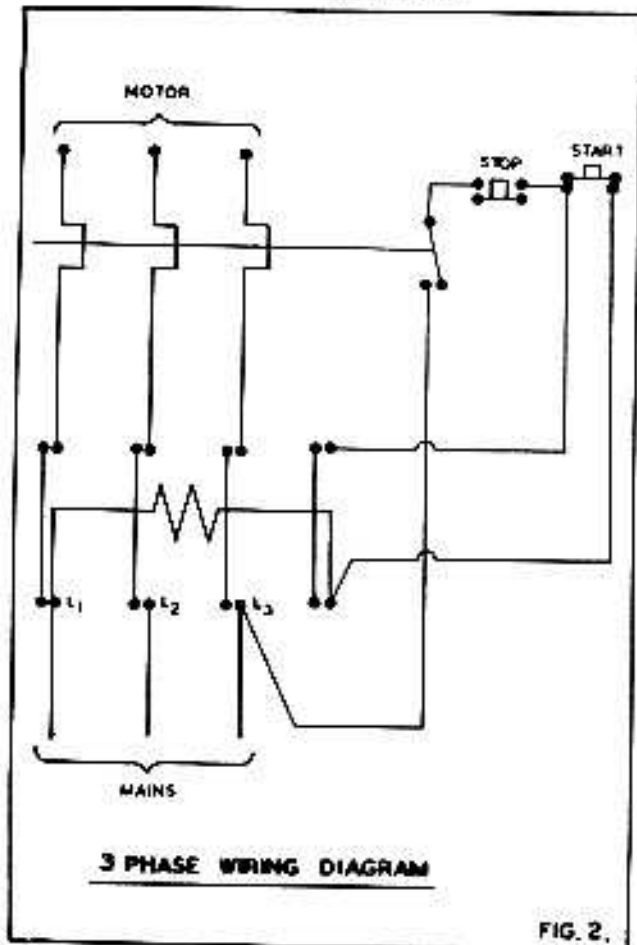 MOTOR
STOP
START
L1
L2
L3
MAINS
3 PHASE WIRING DIAGRAM
FIG. 2.